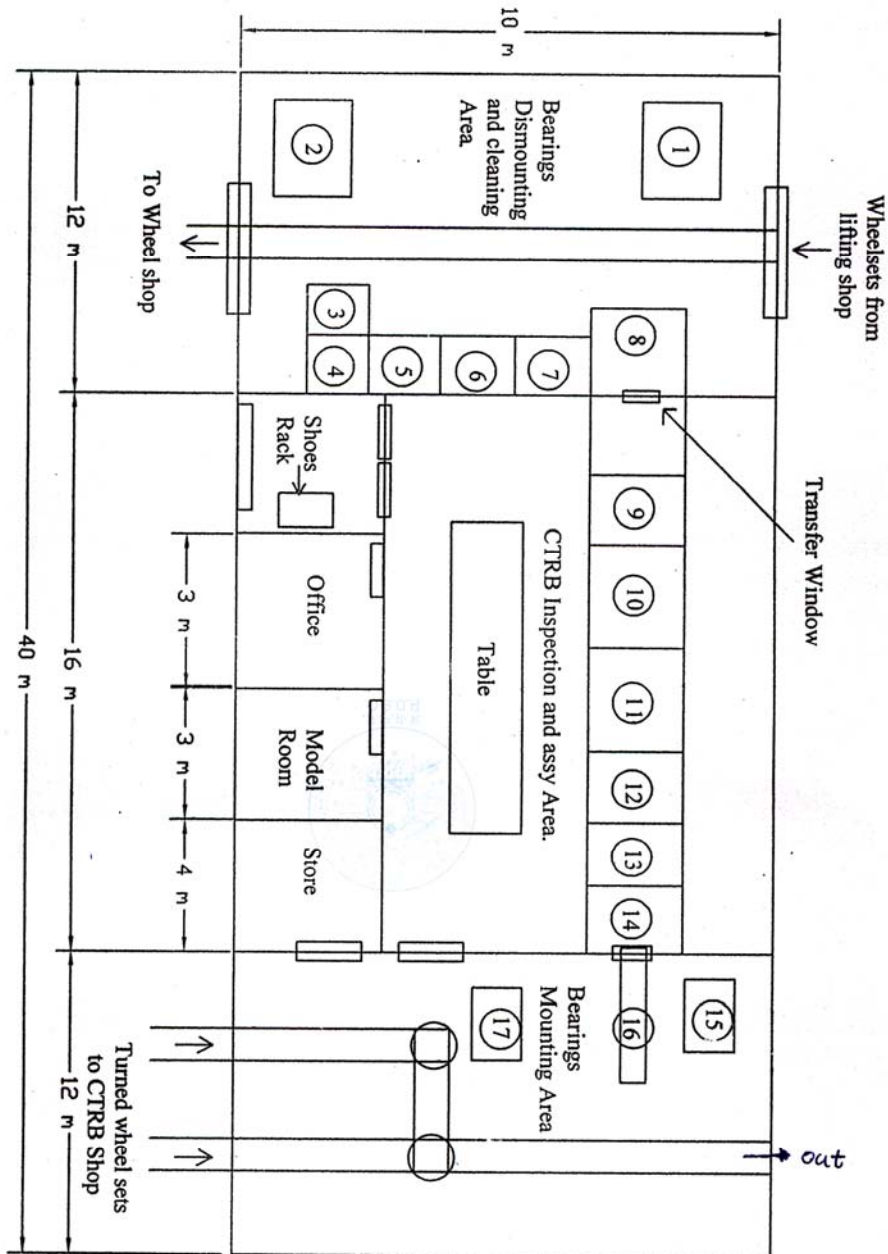 Wheelsets from
lifting shop
Transfer Window
out
10 m
1
Bearings
Dismounting
and cleaning
Area
2
8
9
10
11
12
13
14
15
16
17
7
6
5
4
3
CTRB Inspection and assy Area.
Table
Bearings
Mounting Area
Shoes
Rack
Office
Model
Room
Store
To Wheel shop
Turned wheel sets
to CTRB Shop
3 m
3 m
4 m
12 m
16 m
12 m
40 m